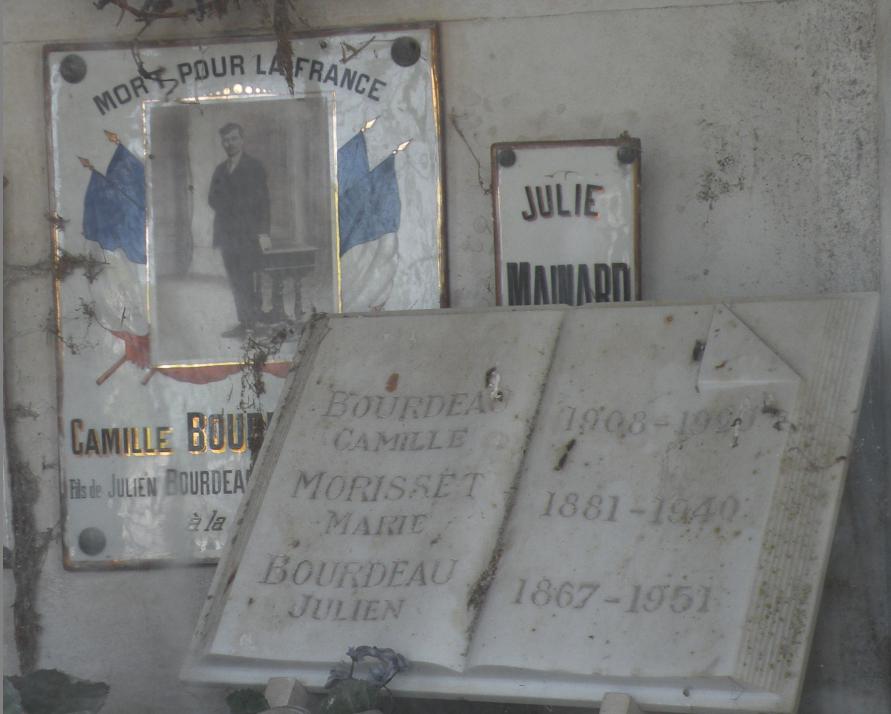 MORT POUR LA FRANCE
CAMILLE
Fils de JULIEN BOURDEAU
à la
JULIE
MAINARD
BOURDEAU
CAMILLE
MORISSET
MARIE
BOURDEAU
JULIEN
1881-1940
1867-1951